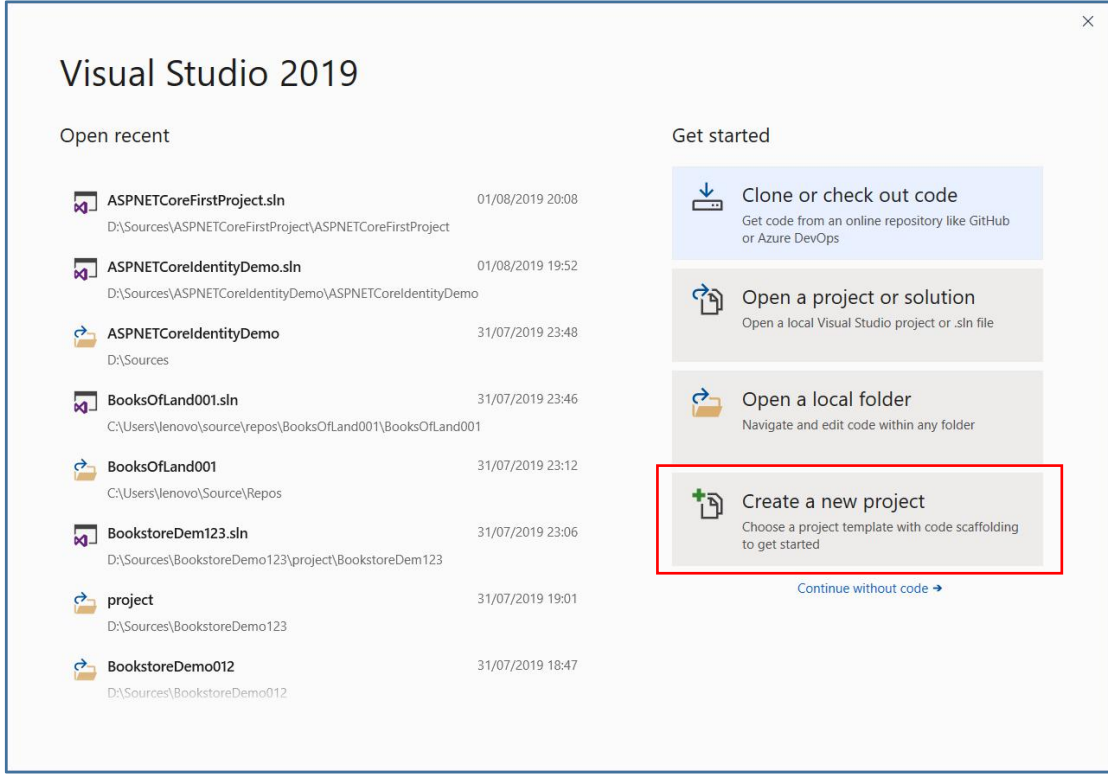 Visual Studio 2019
Open recent
ASPNETCoreFirstProject.sln 01/08/2019 20:08
D:\Sources\ASPNETCoreFirstProject\ASPNETCoreFirstProject
ASPNETCoreIdentityDemo.sln 01/08/2019 19:52
D:\Sources\ASPNETCoreIdentityDemo\ASPNETCoreIdentityDemo
ASPNETCoreIdentityDemo 31/07/2019 23:48
D:\Sources
BooksOfLand001.sln 31/07/2019 23:46
C:\Users\lenovo\source\repos\BooksOfLand001\BooksOfLand001
BooksOfLand001 31/07/2019 23:12
C:\Users\lenovo\Source\Repos
BookstoreDem123.sln 31/07/2019 23:06
D:\Sources\BookstoreDemo123\project\BookstoreDem123
project 31/07/2019 19:01
D:\Sources\BookstoreDemo123
BookstoreDemo012 31/07/2019 18:47
D:\Sources\BookstoreDemo012
Get started
Clone or check out code
Get code from an online repository like GitHub
or Azure DevOps
Open a project or solution
Open a local Visual Studio project or .sln file
Open a local folder
Navigate and edit code within any folder
Create a new project
Choose a project template with code scaffolding
to get started
Continue without code →